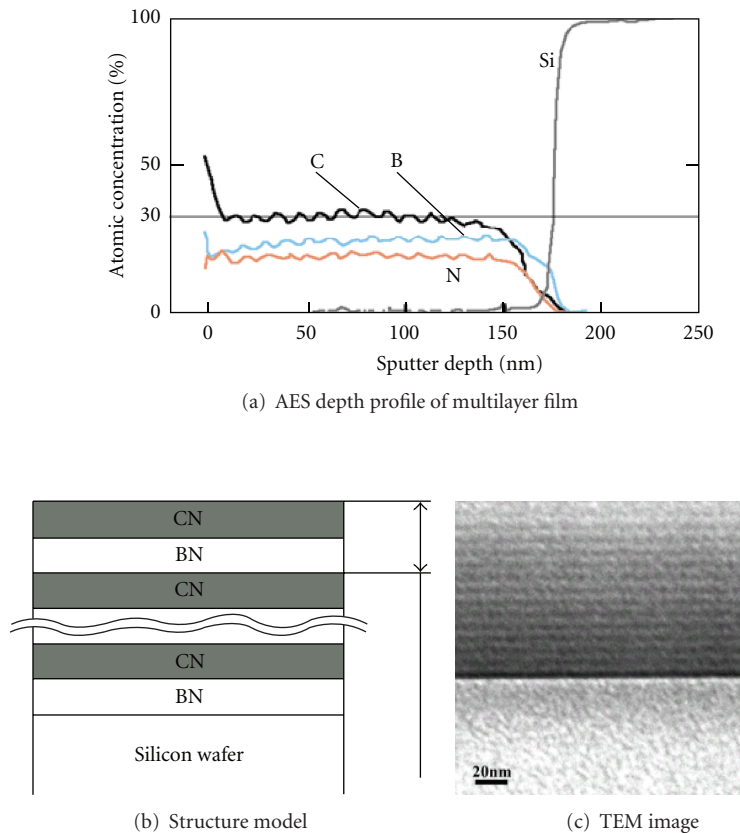 100
50
30
0
Atomic concentration (%)
C
B
N
Si
0
50
100
150
200
250
Sputter depth (nm)
(a) AES depth profile of multilayer film
CN
BN
CN
CN
BN
Silicon wafer
20nm
(b) Structure model
(c) TEM image